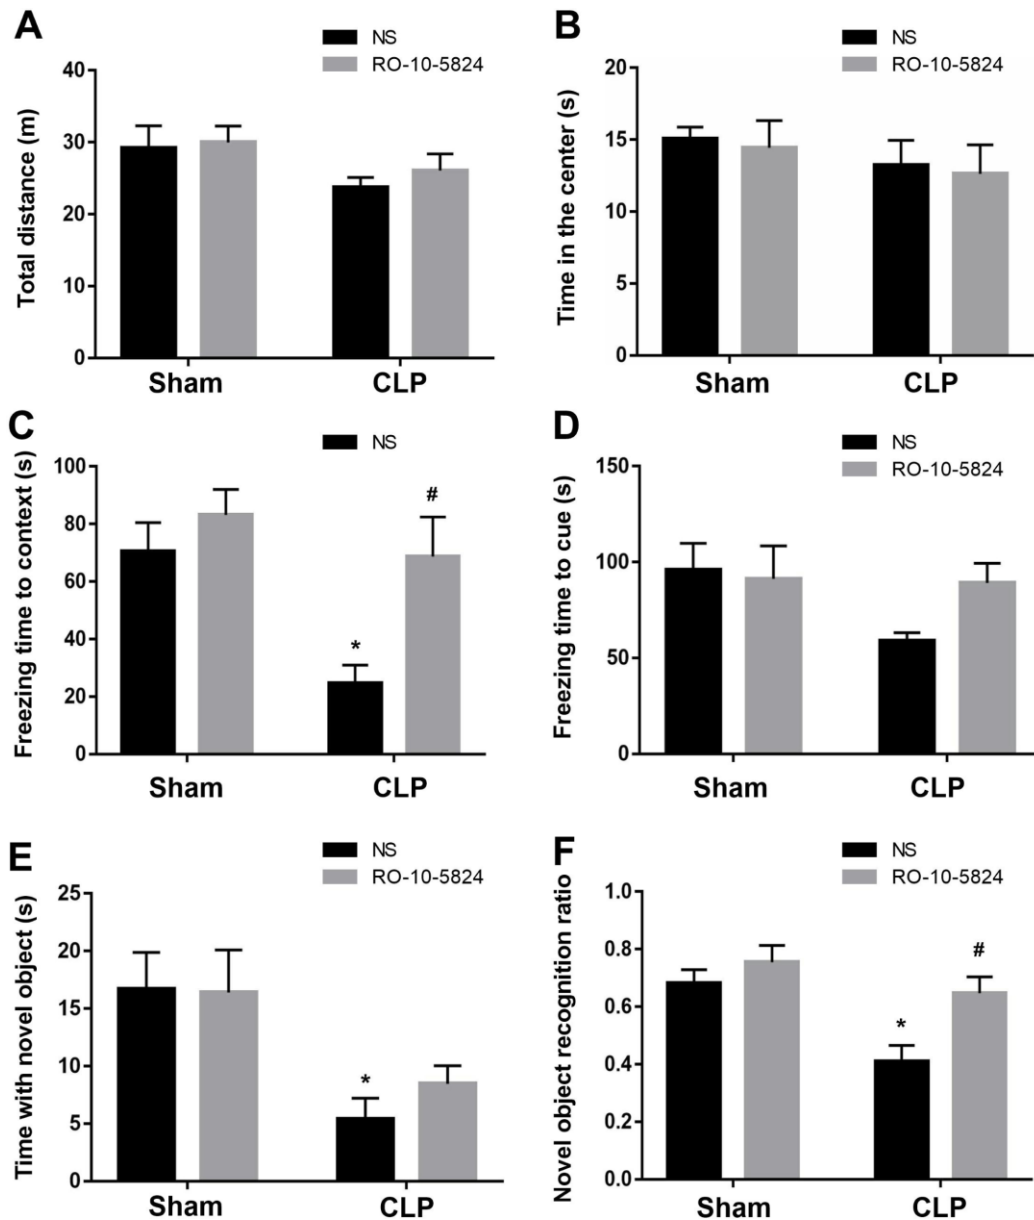 A
NS
RO-10-5824
Total distance (m)
40
30
20
10
0
Sham
CLP
B
NS
RO-10-5824
Time in the center (s)
20
15
10
5
0
Sham
CLP
C
NS
Freezing time to context (s)
100
80
60
40
20
0
*
#
Sham
CLP
D
NS
RO-10-5824
Freezing time to cue (s)
150
100
50
0
Sham
CLP
E
NS
RO-10-5824
Time with novel object (s)
25
20
15
10
5
0
*
Sham
CLP
F
NS
RO-10-5824
Novel object recognition ratio
1.0
0.8
0.6
0.4
0.2
0.0
*
#
Sham
CLP